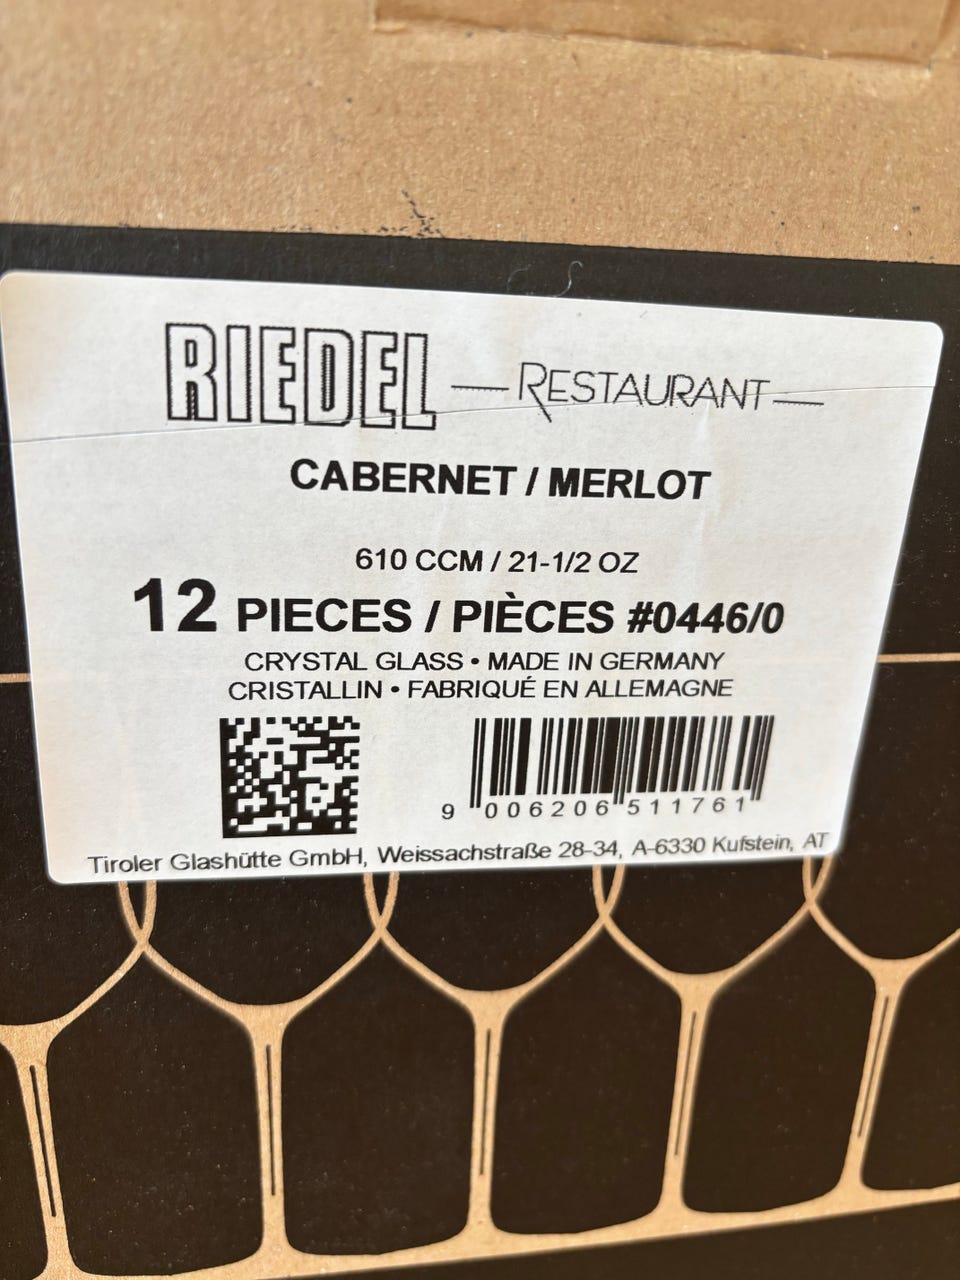 RIEDEL — RESTAURANT —
CABERNET / MERLOT
610 CCM / 21-1/2 OZ
12 PIECES / PIÈCES #0446/0
CRYSTAL GLASS • MADE IN GERMANY
CRISTALLIN • FABRIQUÉ EN ALLEMAGNE
9 006206 511761
Tiroler Glashütte GmbH, Weissachstraße 28-34, A-6330 Kufstein, AT